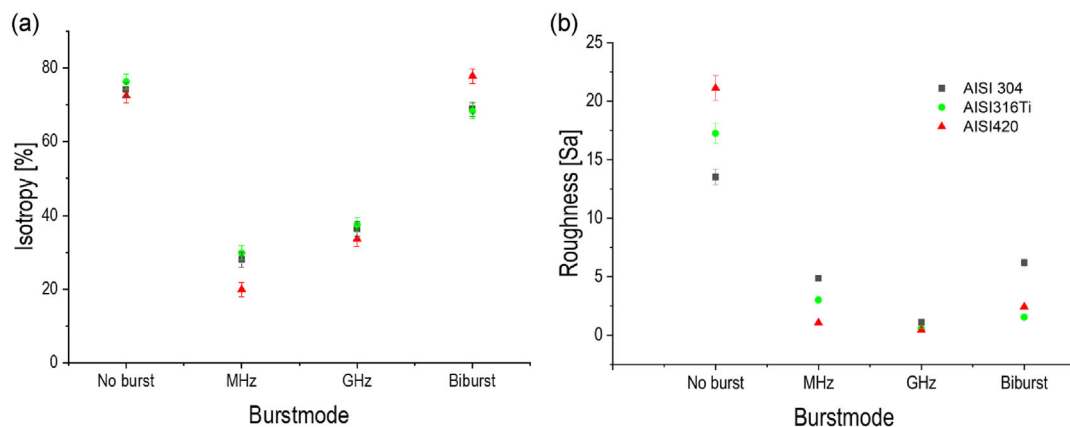 (a)
80
60
40
20
0
Isotropy [%]
No burst MHz GHz Biburst
Burstmode
(b)
25
20
15
10
5
0
Roughness [Sa]
AISI 304
AISI316Ti
AISI420
No burst MHz GHz Biburst
Burstmode